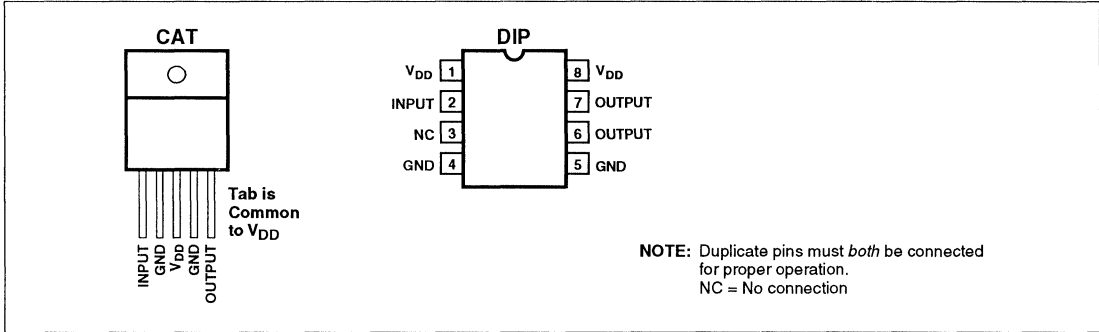 CAT
Tab is
Common
to VDD
INPUT
GND
VDD
GND
OUTPUT
DIP
VDD 1
INPUT 2
NC 3
GND 4
8 VDD
7 OUTPUT
6 OUTPUT
5 GND
NOTE: Duplicate pins must both be connected
for proper operation.
NC = No connection